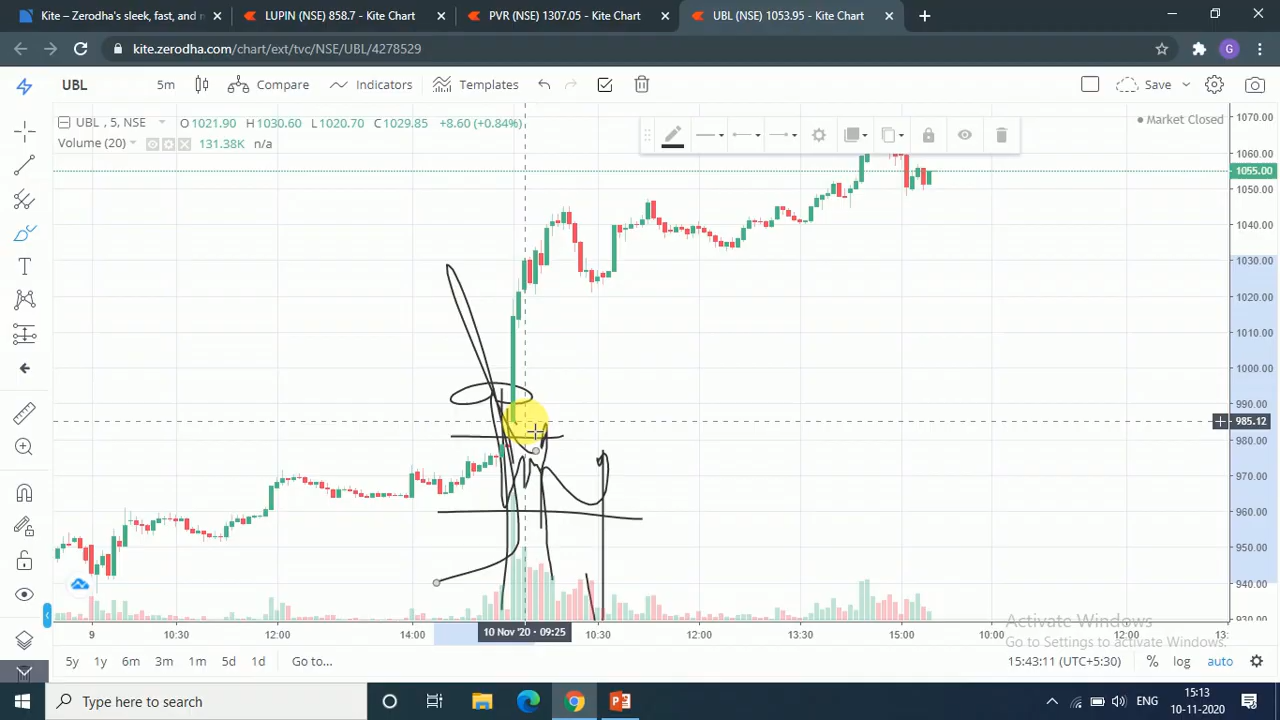 Kite - Zerodha's sleek, fast, and n
LUPIN (NSE) 858.7 - Kite Chart
PVR (NSE) 1307.05 - Kite Chart
UBL (NSE) 1053.95 - Kite Chart
kite.zerodha.com/chart/ext/tvc/NSE/UBL/4278529
G
UBL 5m Compare Indicators Templates Save
UBL , 5, NSE O1021.90 H1030.60 L1020.70 C1029.85 +8.60 (+0.84%)
Volume (20) 131.38K n/a
Market Closed
1070.00
1060.00
1055.00
1050.00
1040.00
1030.00
1020.00
1010.00
1000.00
990.00
985.12
980.00
970.00
960.00
950.00
940.00
930.00
9 10:30 12:00 14:00 10 Nov '20 - 09:25 10:30 12:00 13:30 15:00 10:00 12:00 13:
Activate Windows
Go to Settings to activate Windows.
5y 1y 6m 3m 1m 5d 1d Go to... 15:43:11 (UTC+5:30) % log auto
Type here to search
ENG
15:13
10-11-2020